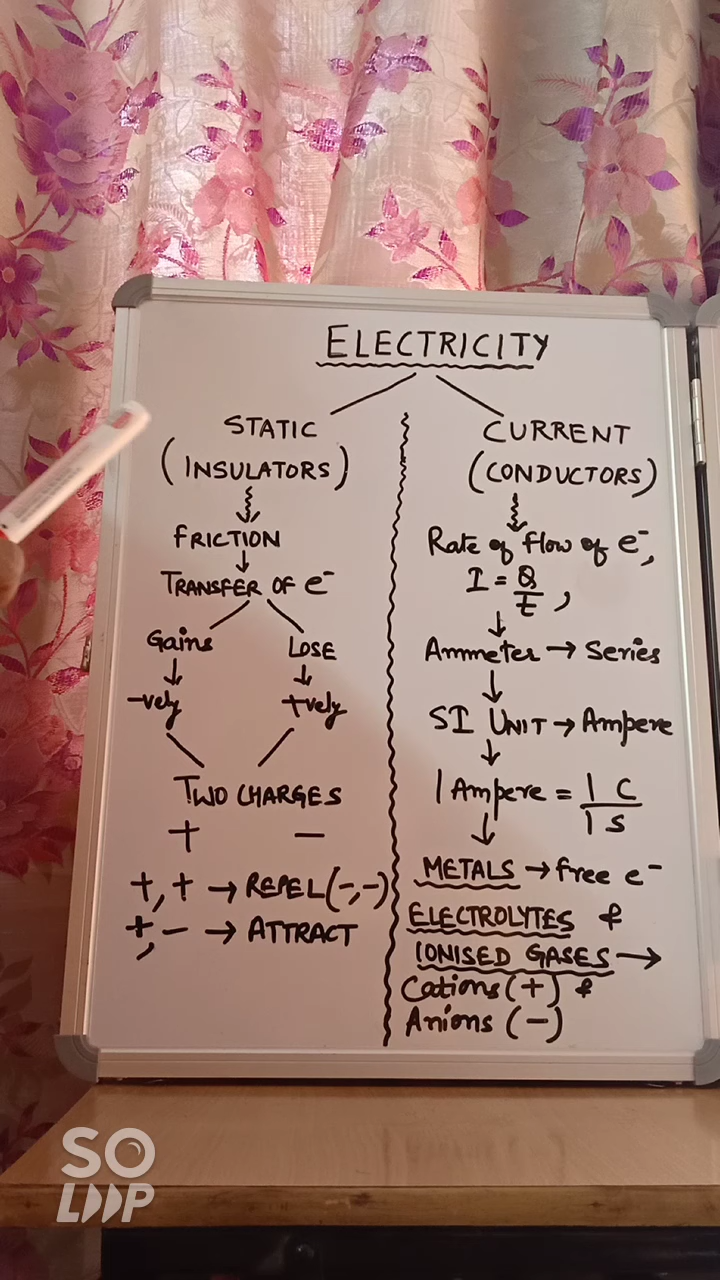 ELECTRICITY
STATIC
(INSULATORS)
FRICTION
TRANSFER OF e⁻
Gains LOSE
-vely +vely
TWO CHARGES
+ -
+, + → REPEL (-,-)
+, - → ATTRACT
CURRENT
(CONDUCTORS)
Rate of flow of e⁻,
I = Q/t,
Ammeter → Series
SI UNIT → Ampere
1 Ampere = 1 C / 1 S
METALS → free e⁻
ELECTROLYTES &
IONISED GASES →
Cations (+) &
Anions (-)
SO
LOOP